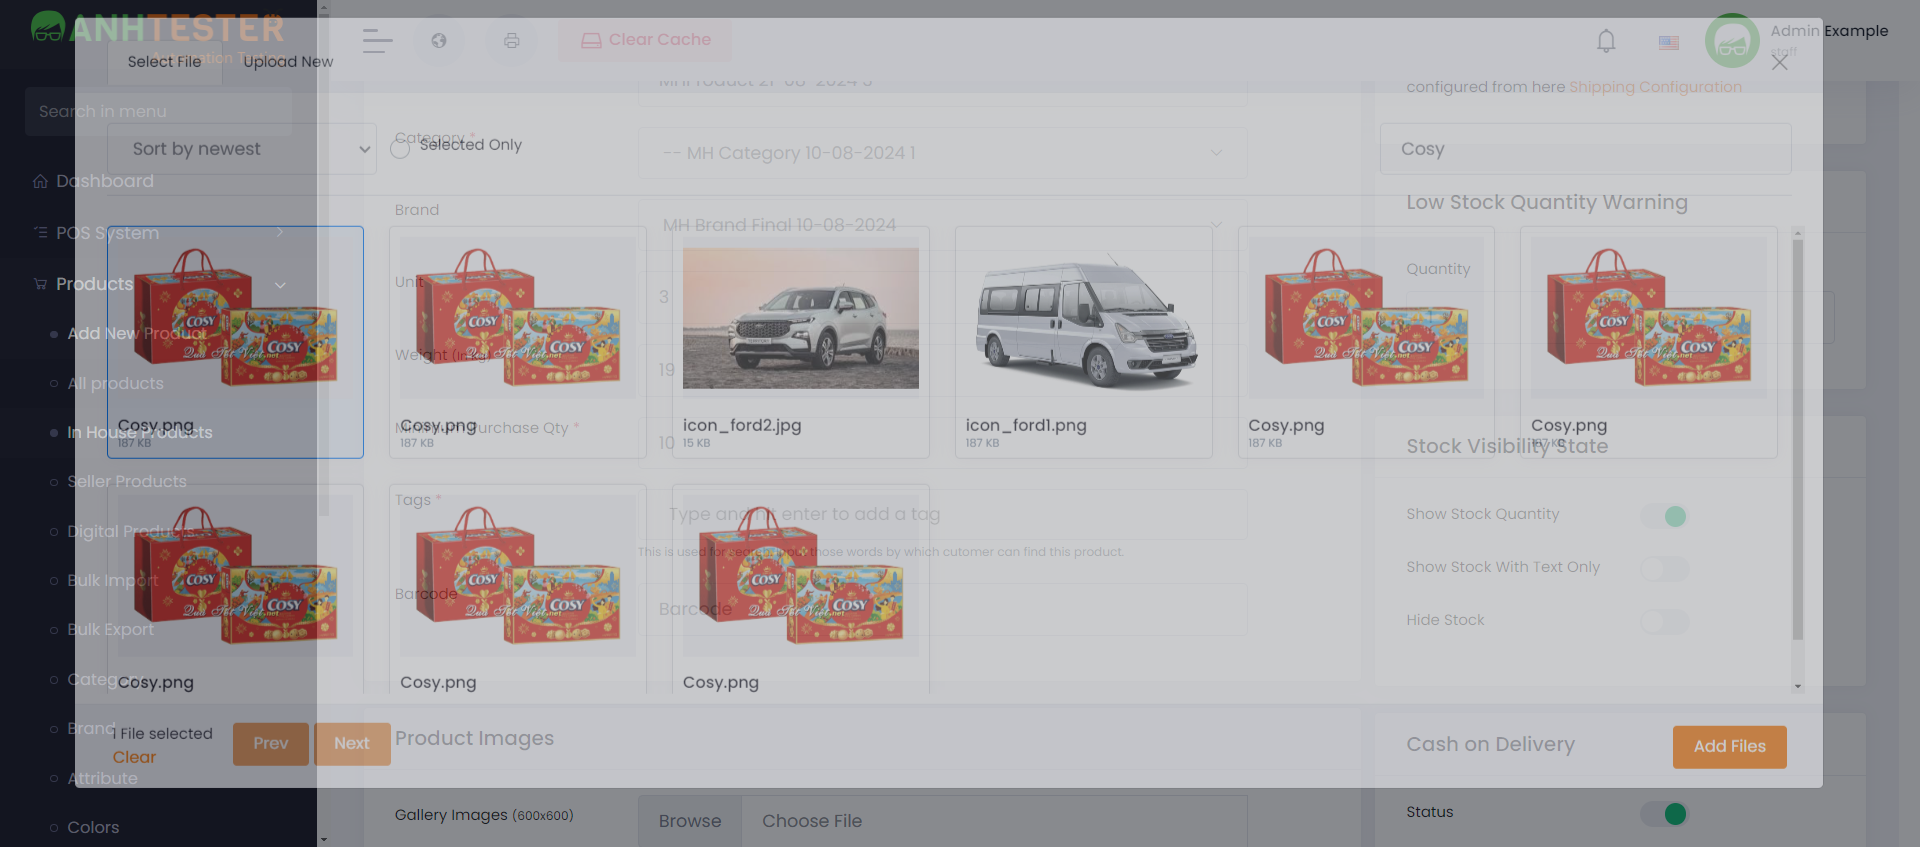 ANHTESTER
Automation Testing
Clear Cache
Admin Example
staff
Select File
Upload New
Search in menu
MHProduct 21-08-2024 3
configured from here Shipping Configuration
Sort by newest
Category *
Selected Only
-- MH Category 10-08-2024 1
Cosy
Dashboard
Brand
MH Brand Final 10-08-2024
Low Stock Quantity Warning
POS System
Products
Unit
3
Quantity
Add New Product
Weight
19
All products
Cosy.png
187 KB
Cosy.png
187 KB
icon_ford2.jpg
15 KB
icon_ford1.png
187 KB
Cosy.png
187 KB
Cosy.png
187 KB
Minimum Purchase Qty *
10
In House Products
Stock Visibility State
Seller Products
Tags *
Type and hit enter to add a tag
Show Stock Quantity
Digital Products
This is used for search. Input those words by which cutomer can find this product.
Show Stock With Text Only
Bulk Import
Barcode
Barcode
Hide Stock
Bulk Export
Category
Cosy.png
Cosy.png
Cosy.png
Brand
1 File selected
Clear
Prev
Next
Product Images
Cash on Delivery
Add Files
Attribute
Gallery Images (600x600)
Browse
Choose File
Status
Colors